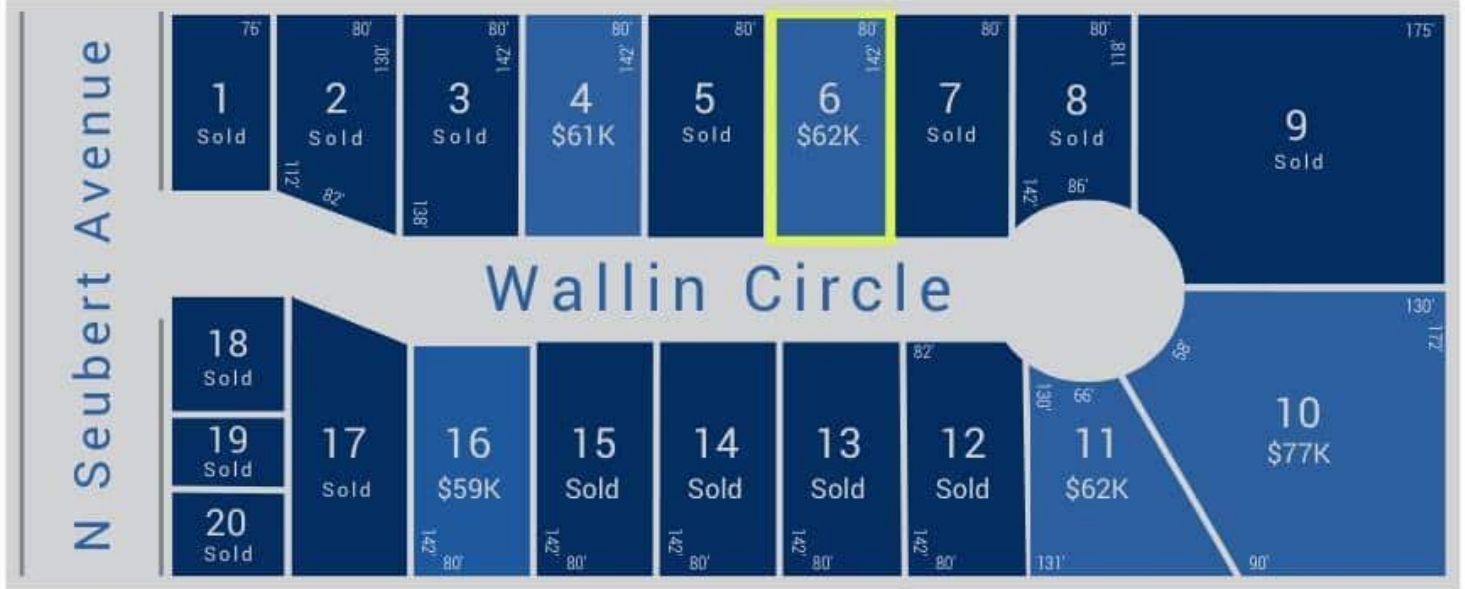 N Seubert Avenue
76'
1
Sold
80'
130'
2
Sold
112'
82'
80'
142'
3
Sold
138'
80'
142'
4
$61K
80'
5
Sold
80'
142'
6
$62K
80'
7
Sold
80'
118'
8
Sold
142'
86'
175'
9
Sold
Wallin Circle
18
Sold
19
Sold
20
Sold
17
Sold
16
$59K
142'
80'
15
Sold
142'
80'
14
Sold
142'
80'
13
Sold
142'
80'
82'
12
Sold
142'
80'
130'
66'
11
$62K
131'
130'
172'
89'
10
$77K
90'